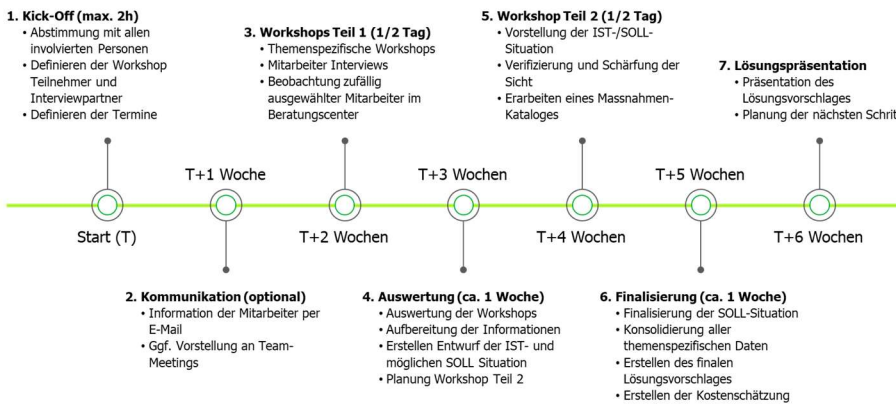 1. Kick-Off (max. 2h)
• Abstimmung mit allen
involvierten Personen
• Definieren der Workshop
Teilnehmer und
Interviewpartner
• Definieren der Termine
3. Workshops Teil 1 (1/2 Tag)
• Themenspezifische Workshops
• Mitarbeiter Interviews
• Beobachtung zufällig
ausgewählter Mitarbeiter im
Beratungscenter
5. Workshop Teil 2 (1/2 Tag)
• Vorstellung der IST-/SOLL-
Situation
• Verifizierung und Schärfung der
Sicht
• Erarbeiten eines Massnahmen-
Kataloges
7. Lösungspräsentation
• Präsentation des
Lösungsvorschlages
• Planung der nächsten Schrit
T+1 Woche
T+3 Wochen
T+5 Wochen
Start (T)
T+2 Wochen
T+4 Wochen
T+6 Wochen
2. Kommunikation (optional)
• Information der Mitarbeiter per
E-Mail
• Ggf. Vorstellung an Team-
Meetings
4. Auswertung (ca. 1 Woche)
• Auswertung der Workshops
• Aufbereitung der Informationen
• Erstellen Entwurf der IST- und
möglichen SOLL Situation
• Planung Workshop Teil 2
6. Finalisierung (ca. 1 Woche)
• Finalisierung der SOLL-Situation
• Konsolidierung aller
themenspezifischen Daten
• Erstellen des finalen
Lösungsvorschlages
• Erstellen der Kostenschätzung